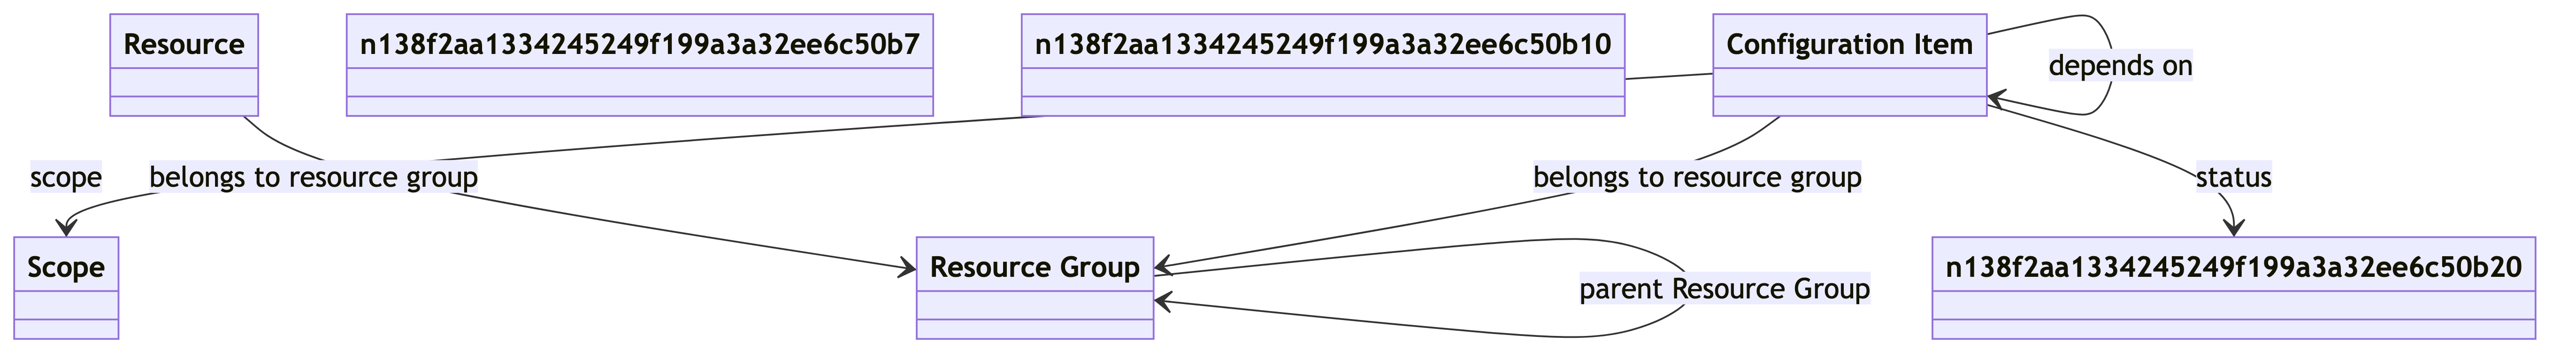 Resource
n138f2aa1334245249f199a3a32ee6c50b7
n138f2aa1334245249f199a3a32ee6c50b10
Configuration Item
depends on
scope
belongs to resource group
belongs to resource group
status
Scope
Resource Group
parent Resource Group
n138f2aa1334245249f199a3a32ee6c50b20